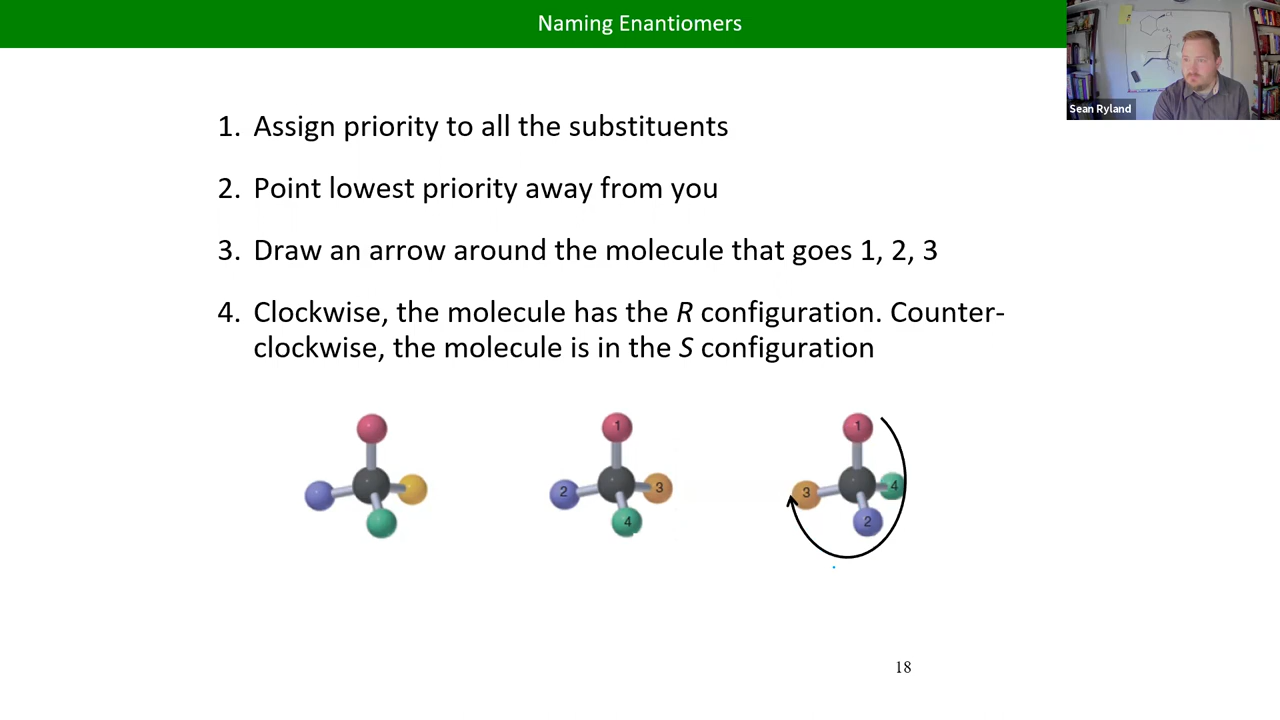 Naming Enantiomers
Sean Ryland
1. Assign priority to all the substituents
2. Point lowest priority away from you
3. Draw an arrow around the molecule that goes 1, 2, 3
4. Clockwise, the molecule has the R configuration. Counter-
clockwise, the molecule is in the S configuration
1
2
3
4
1
3
4
2
18